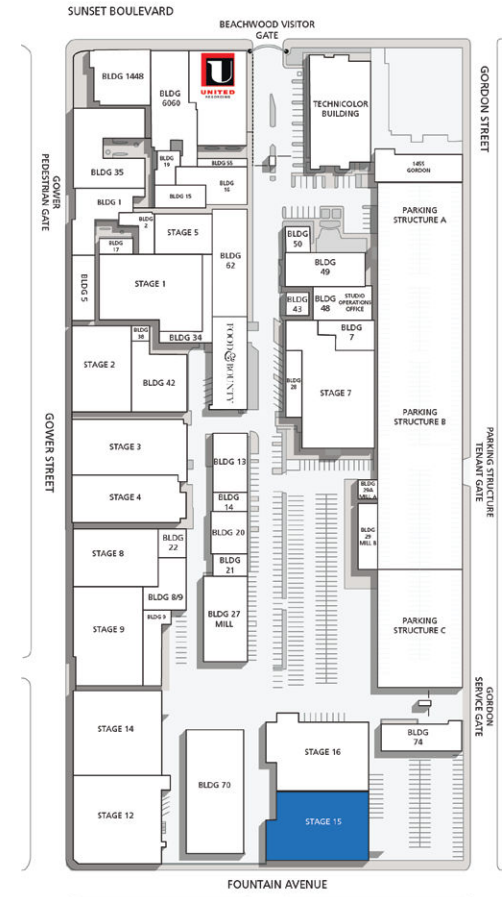 SUNSET BOULEVARD
BEACHWOOD VISITOR
GATE
BLDG 1448
BLDG
6060
U
UNITED
RECORDING
TECHNICOLOR
BUILDING
GORDON STREET
1455
GORDON
GOWER
PEDESTRIAN GATE
BLDG 35
BLDG
19
BLDG 55
BLDG
16
BLDG 15
BLDG 1
BLDG
2
STAGE 5
BLDG
17
BLDG
62
BLDG
50
BLDG
49
PARKING
STRUCTURE A
BLDG 5
STAGE 1
BLDG
43
BLDG
48
STUDIO
OPERATIONS
OFFICE
BLDG
7
BLDG
38
BLDG 34
FOOD & BOUNTY
STAGE 2
BLDG 42
BLDG
28
STAGE 7
PARKING
STRUCTURE B
GOWER STREET
STAGE 3
STAGE 4
BLDG 13
BLDG
14
BLDG 20
BLDG
21
PARKING STRUCTURE
TENANT GATE
BLDG
29A
MILL A
BLDG
29
MILL B
STAGE 8
BLDG
22
BLDG 8/9
BLDG 9
STAGE 9
BLDG 27
MILL
PARKING
STRUCTURE C
GORDON
SERVICE GATE
STAGE 14
BLDG 70
STAGE 16
BLDG
74
STAGE 12
STAGE 15
FOUNTAIN AVENUE